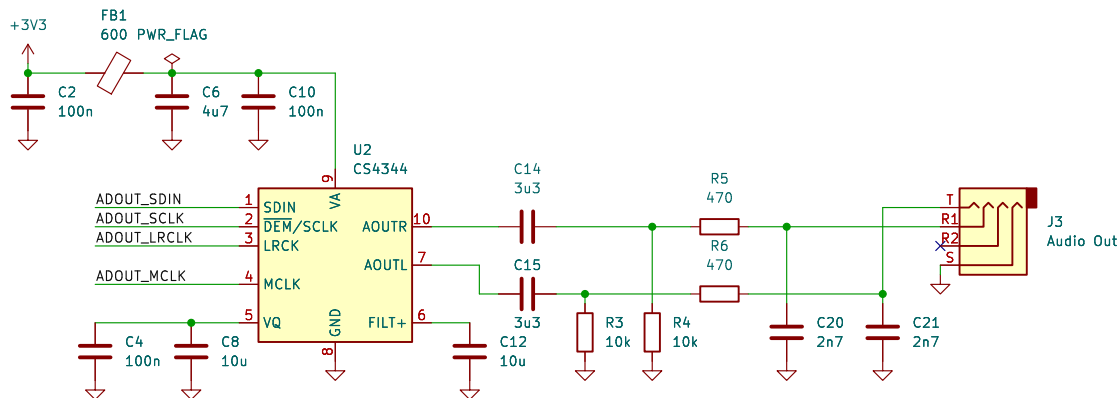 +3V3
FB1
600
PWR_FLAG
C2
100n
C6
4u7
C10
100n
U2
CS4344
9
VA
ADOUT_SDIN
1
SDIN
ADOUT_SCLK
2
DEM/SCLK
ADOUT_LRCLK
3
LRCK
ADOUT_MCLK
4
MCLK
5
VQ
GND
8
AOUTR
10
AOUTL
7
FILT+
6
C4
100n
C8
10u
C12
10u
C14
3u3
C15
3u3
R3
10k
R4
10k
R5
470
R6
470
C20
2n7
C21
2n7
T
R1
R2
S
J3
Audio Out